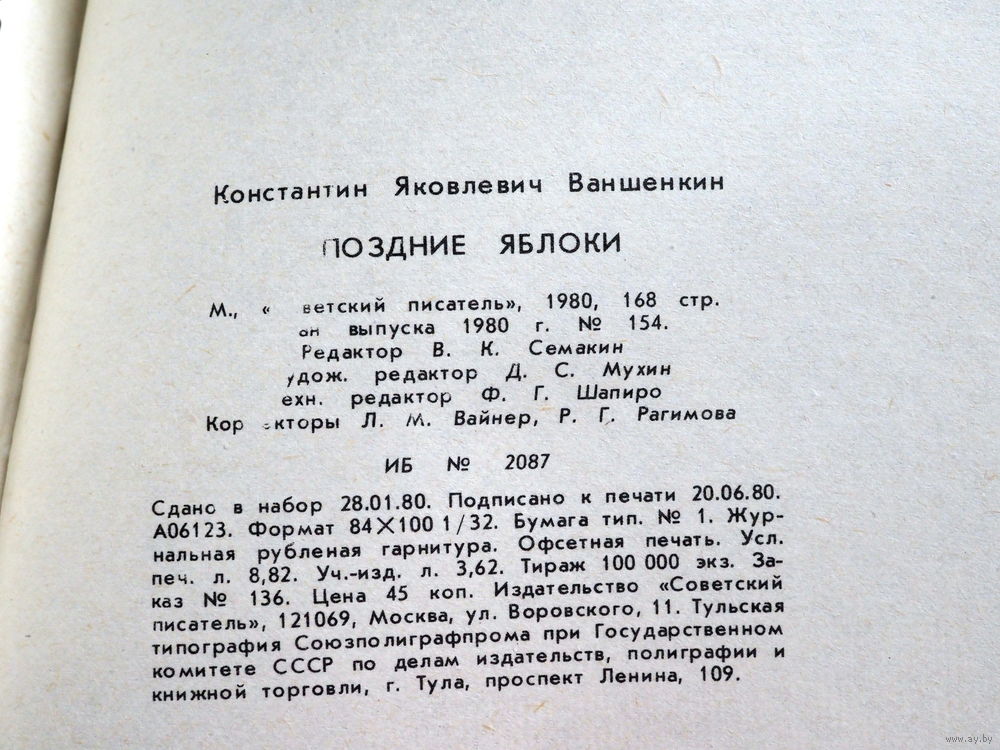 Константин Яковлевич Ваншенкин
ПОЗДНИЕ ЯБЛОКИ
М., « ветский писатель», 1980, 168 стр.
он выпуска 1980 г. № 154.
Редактор В. К. Семакин
удож. редактор Д. С. Мухин
ехн. редактор Ф. Г. Шапиро
Кор екторы Л. М. Вайнер, Р. Г. Рагимова
ИБ № 2087
Сдано в набор 28.01.80. Подписано к печати 20.06.80.
А06123. Формат 84×100 1/32. Бумага тип. № 1. Жур-
нальная рубленая гарнитура. Офсетная печать. Усл.
печ. л. 8,82. Уч.-изд. л. 3,62. Тираж 100 000 экз. За-
каз № 136. Цена 45 коп. Издательство «Советский
писатель», 121069, Москва, ул. Воровского, 11. Тульская
типография Союзполиграфпрома при Государственном
комитете СССР по делам издательств, полиграфии и
книжной торговли, г. Тула, проспект Ленина, 109.
www.ay.by